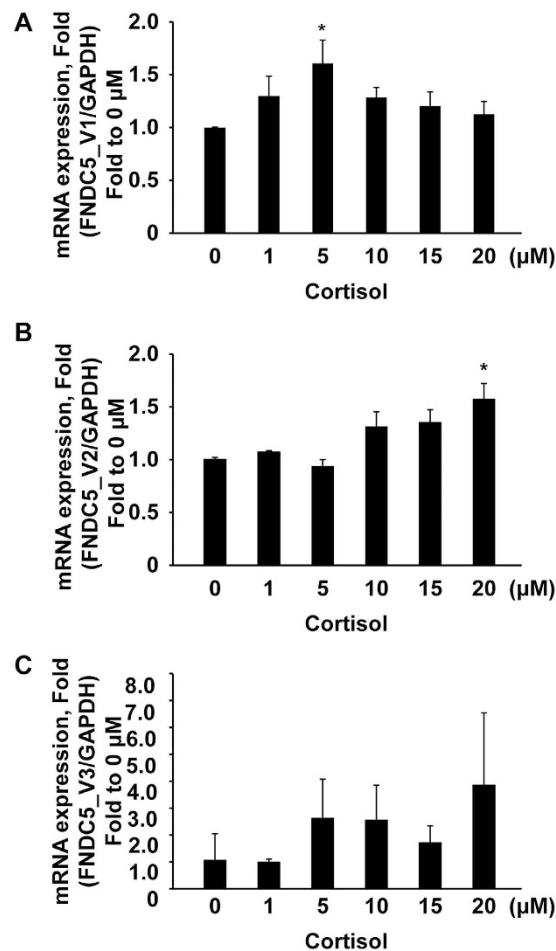 A
mRNA expression, Fold
(FNDC5_V1/GAPDH)
Fold to 0 µM
2.0
*
1.5
1.0
0.5
0
0 1 5 10 15 20 (µM)
Cortisol
B
mRNA expression, Fold
(FNDC5_V2/GAPDH)
Fold to 0 µM
2.0
*
1.5
1.0
0.5
0
0 1 5 10 15 20 (µM)
Cortisol
C
mRNA expression, Fold
(FNDC5_V3/GAPDH)
Fold to 0 µM
8.0
7.0
6.0
5.0
4.0
3.0
2.0
1.0
0
0 1 5 10 15 20 (µM)
Cortisol